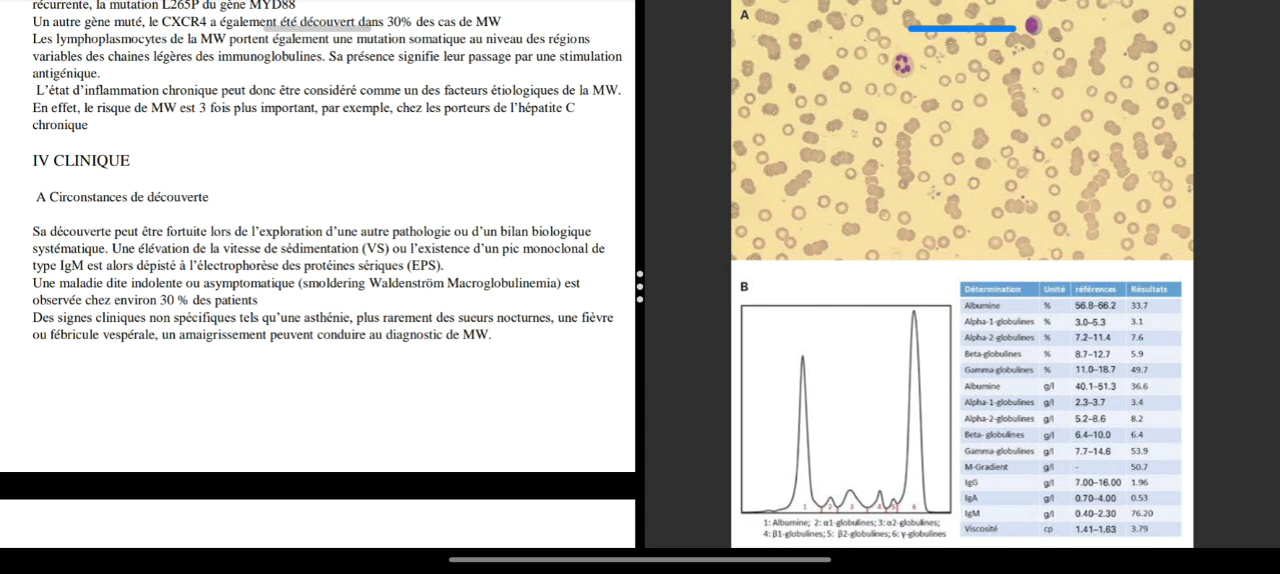 récurrente, la mutation L265P du gène MYD88
Un autre gène muté, le CXCR4 a également été découvert dans 30% des cas de MW
Les lymphoplasmocytes de la MW portent également une mutation somatique au niveau des régions
variables des chaines légères des immunoglobulines. Sa présence signifie leur passage par une stimulation
antigénique.
L’état d’inflammation chronique peut donc être considéré comme un des facteurs étiologiques de la MW.
En effet, le risque de MW est 3 fois plus important, par exemple, chez les porteurs de l’hépatite C
chronique
IV CLINIQUE
A Circonstances de découverte
Sa découverte peut être fortuite lors de l’exploration d’une autre pathologie ou d’un bilan biologique
systématique. Une élévation de la vitesse de sédimentation (VS) ou l’existence d’un pic monoclonal de
type IgM est alors dépisté à l’électrophorèse des protéines sériques (EPS).
Une maladie dite indolente ou asymptomatique (smoldering Waldenström Macroglobulinemia) est
observée chez environ 30 % des patients
Des signes cliniques non spécifiques tels qu’une asthénie, plus rarement des sueurs nocturnes, une fièvre
ou fébricule vespérale, un amaigrissement peuvent conduire au diagnostic de MW.
A
B
1 2 3 4 5 6
1: Albumine; 2: α1-globulines; 3: α2-globulines;
4: β1-globulines; 5: β2-globulines; 6: γ-globulines
Détermination Unité références Résultats
Albumine % 56.8–66.2 33.7
Alpha-1-globulines % 3.0–5.3 3.1
Alpha-2-globulines % 7.2–11.4 7.6
Beta-globulines % 8.7–12.7 5.9
Gamma-globulines % 11.0–18.7 49.7
Albumine g/l 40.1–51.3 36.6
Alpha-1-globulines g/l 2.3–3.7 3.4
Alpha-2-globulines g/l 5.2–8.6 8.2
Beta- globulines g/l 6.4–10.0 6.4
Gamma-globulines g/l 7.7–14.6 53.9
M-Gradient g/l - 50.7
IgG g/l 7.00–16.00 1.96
IgA g/l 0.70–4.00 0.53
IgM g/l 0.40–2.30 76.20
Viscosité cp 1.41–1.63 3.79